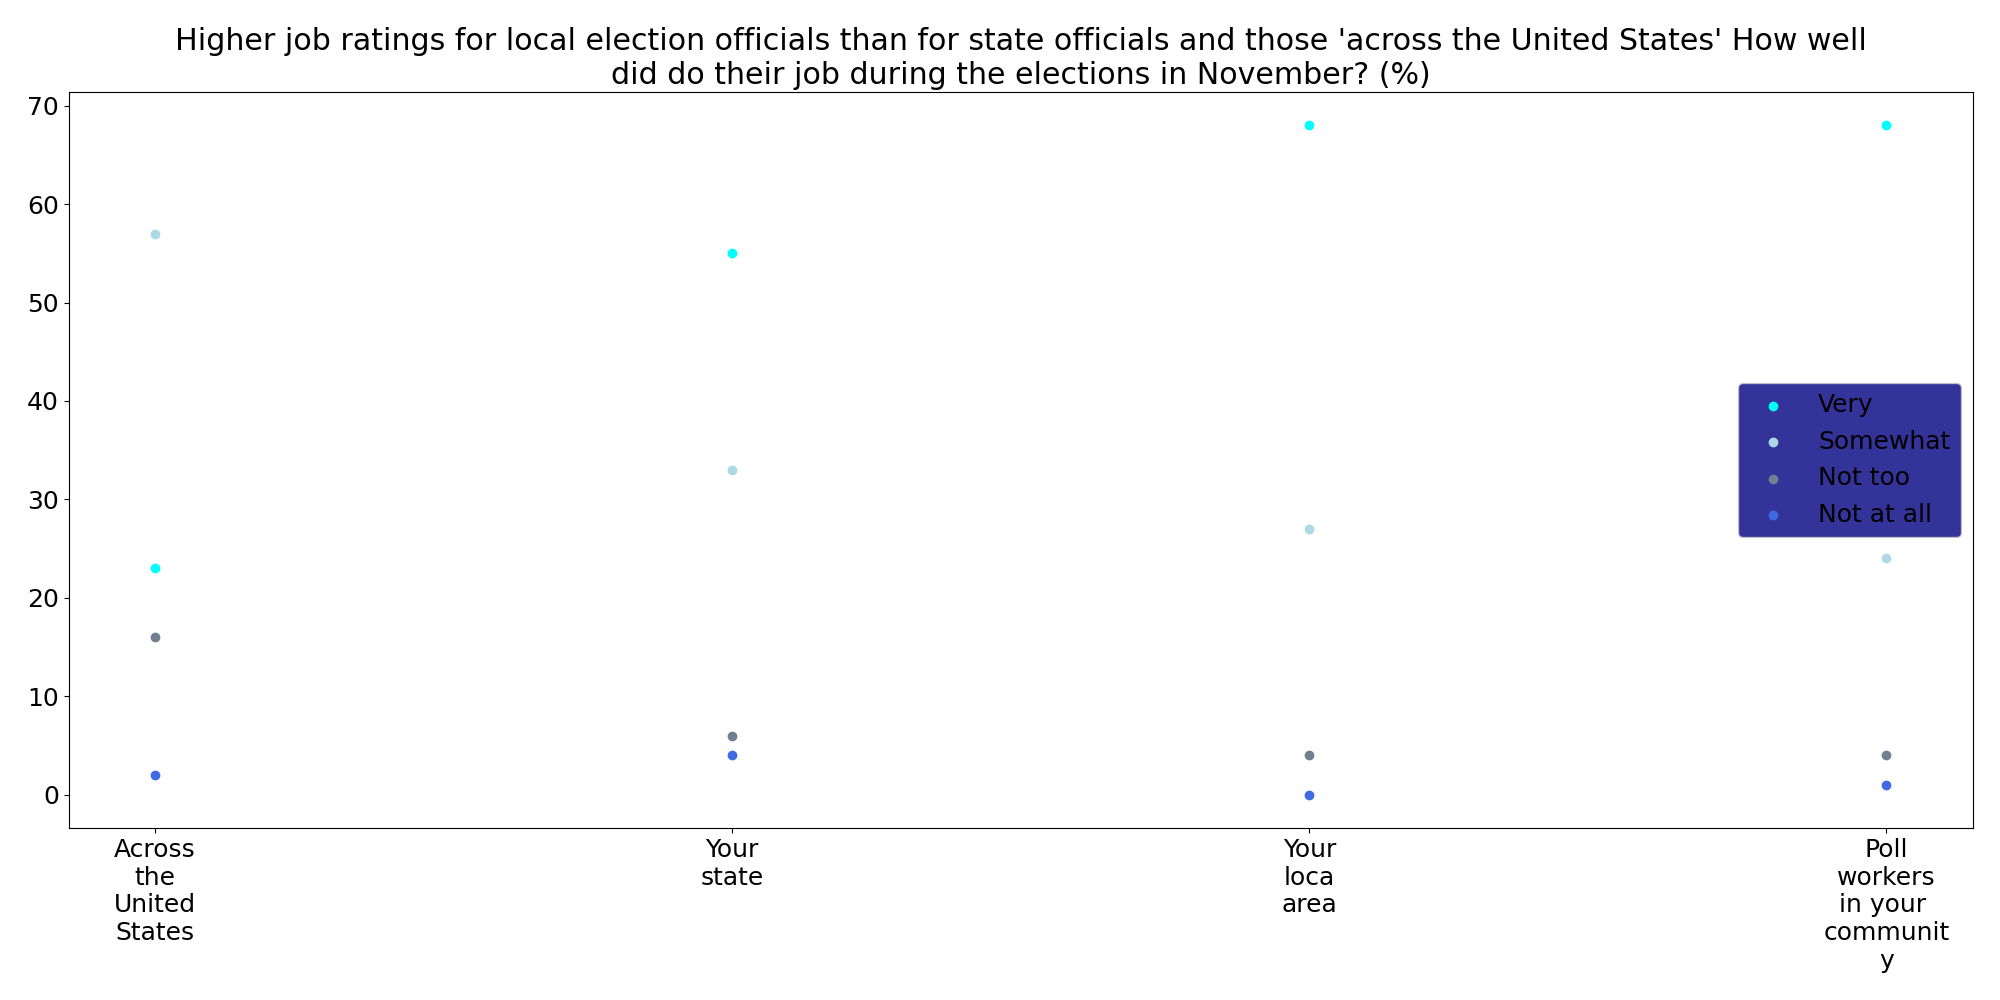 Higher job ratings for local election officials than for state officials and those 'across the United States' How well
did do their job during the elections in November? (%)
70
60
50
40
30
20
10
0
Very
Somewhat
Not too
Not at all
Across
the
United
States
Your
state
Your
loca
area
Poll
workers
in your
communit
y